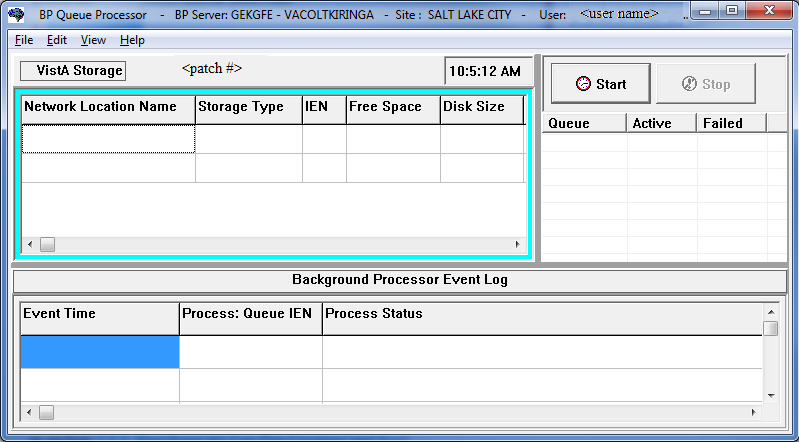 BP Queue Processor - BP Server: GEKGFE - VACOLTKIRINGA - Site : SALT LAKE CITY - User: <user name> ..
File Edit View Help
VistA Storage <patch #> 10:5:12 AM
Start Stop
Network Location Name Storage Type IEN Free Space Disk Size
Queue Active Failed
Background Processor Event Log
Event Time Process: Queue IEN Process Status